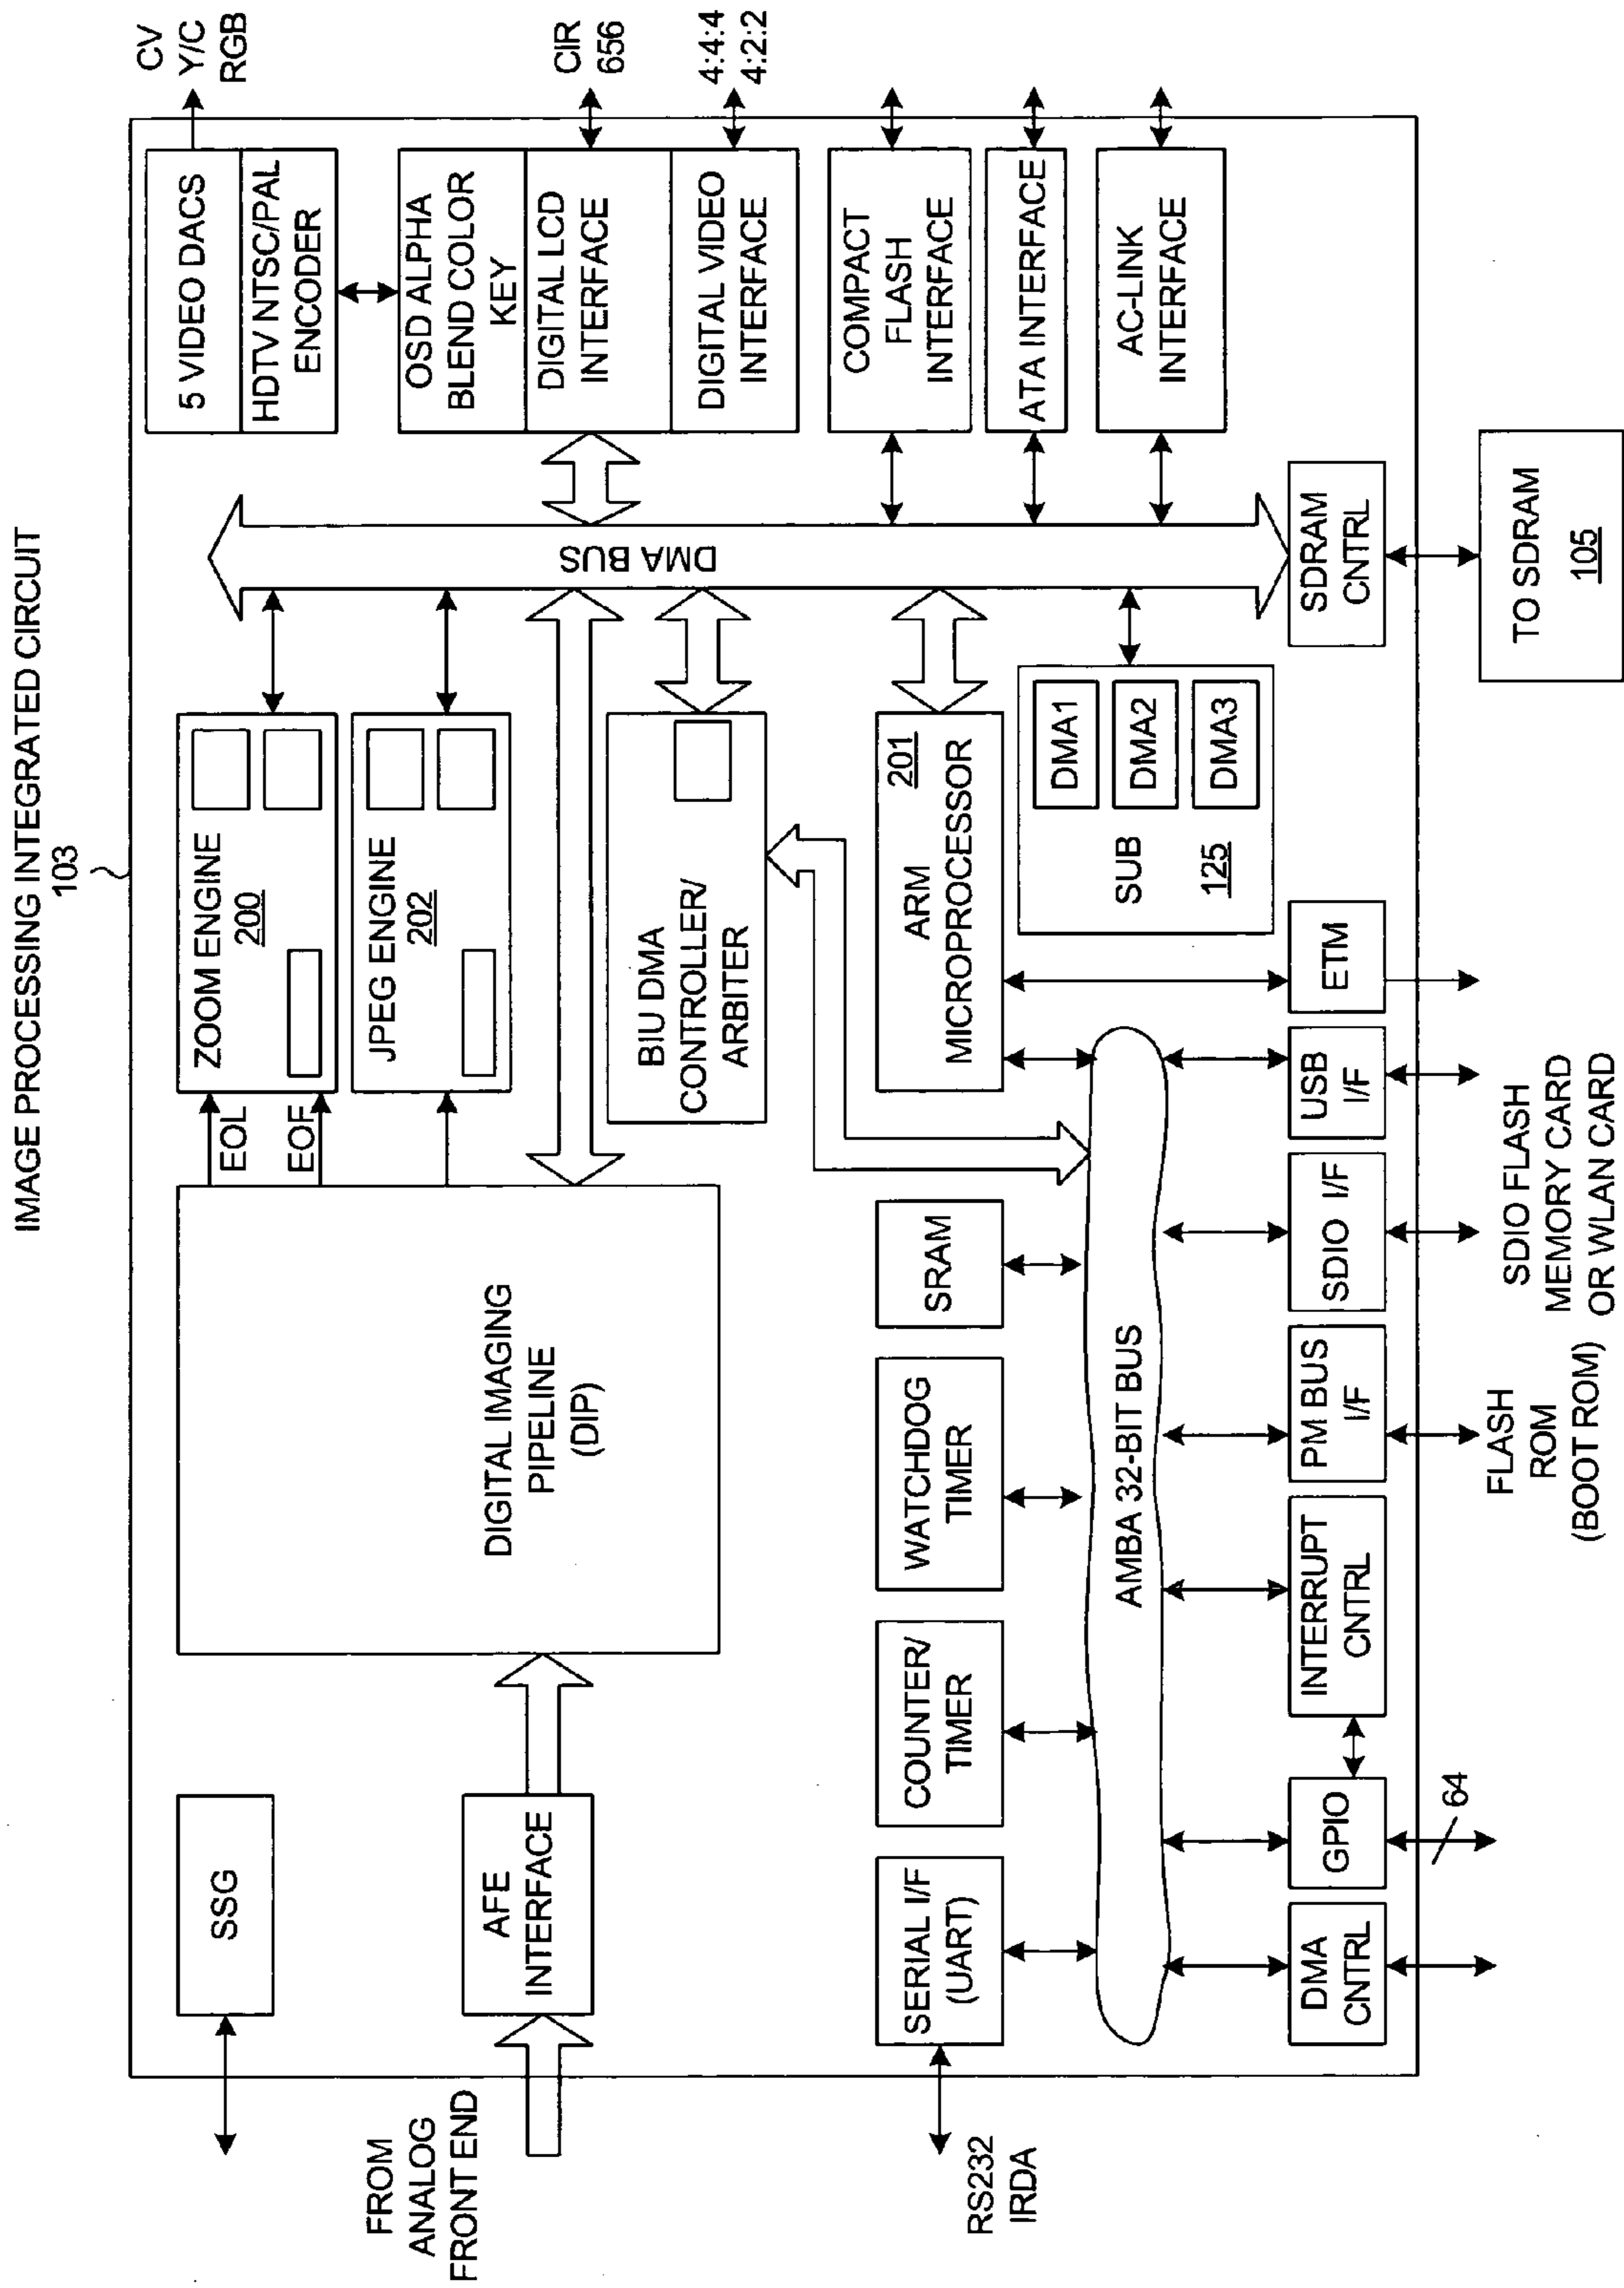 IMAGE PROCESSING INTEGRATED CIRCUIT
103
SSG
FROM
ANALOG
FRONT END
AFE
INTERFACE
DIGITAL IMAGING
PIPELINE
(DIP)
EOL
EOF
ZOOM ENGINE
200
JPEG ENGINE
202
BIU DMA
CONTROLLER/
ARBITER
DMA BUS
5 VIDEO DACS
HDTV NTSC/PAL
ENCODER
CV
Y/C
RGB
OSD ALPHA
BLEND COLOR
KEY
DIGITAL LCD
INTERFACE
CIR
656
DIGITAL VIDEO
INTERFACE
4:4:4
4:2:2
COMPACT
FLASH
INTERFACE
ATA INTERFACE
AC-LINK
INTERFACE
RS232
IRDA
SERIAL I/F
(UART)
COUNTER/
TIMER
WATCHDOG
TIMER
SRAM
201
ARM
MICROPROCESSOR
AMBA 32-BIT BUS
SUB
125
DMA1
DMA2
DMA3
DMA
CNTRL
GPIO
64
INTERRUPT
CNTRL
PM BUS
I/F
SDIO I/F
USB
I/F
ETM
SDRAM
CNTRL
FLASH
ROM
(BOOT ROM)
SDIO FLASH
MEMORY CARD
OR WLAN CARD
TO SDRAM
105